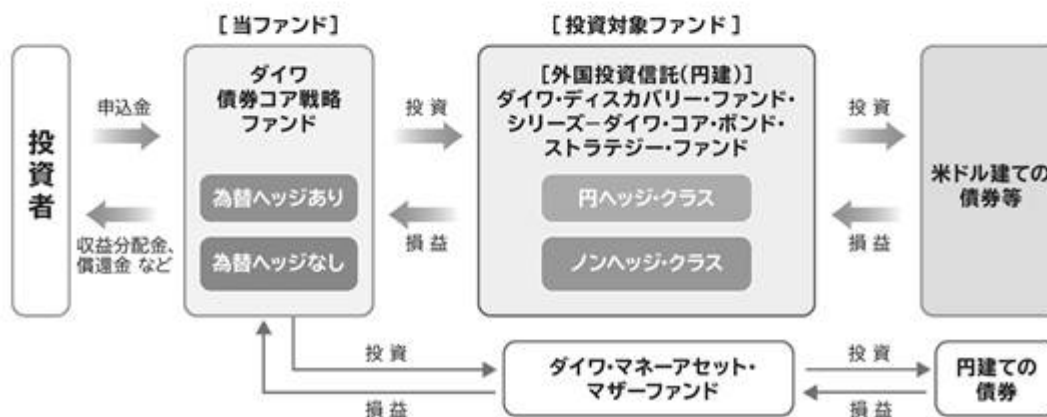 [当ファンド]
[投資対象ファンド]
投資者
申込金
収益分配金、
償還金 など
ダイワ
債券コア戦略
ファンド
為替ヘッジあり
為替ヘッジなし
投資
損益
[外国投資信託(円建)]
ダイワ・ディスカバリー・ファンド・
シリーズ−ダイワ・コア・ボンド・
ストラテジー・ファンド
円ヘッジ・クラス
ノンヘッジ・クラス
投資
損益
米ドル建ての
債券等
投資
損益
ダイワ・マネーアセット・
マザーファンド
投資
損益
円建ての
債券